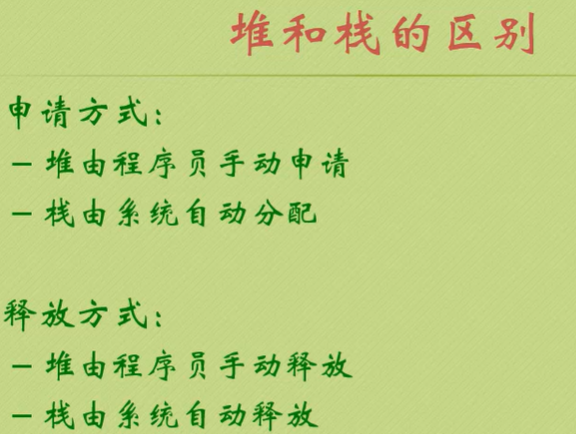 堆和栈的区别
申请方式:
– 堆由程序员手动申请
– 栈由系统自动分配
释放方式:
– 堆由程序员手动释放
– 栈由系统自动释放